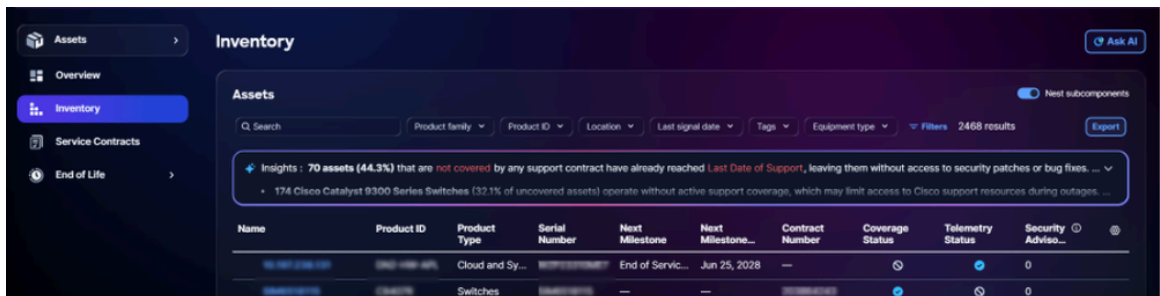 Assets
Inventory
Ask AI
Overview
Inventory
Service Contracts
End of Life
Assets
Nest subcomponents
Search
Product family
Product ID
Location
Last signal date
Tags
Equipment type
Filters
2468 results
Export
Insights : 70 assets (44.3%) that are not covered by any support contract have already reached Last Date of Support, leaving them without access to security patches or bug fixes. ...
• 174 Cisco Catalyst 9300 Series Switches (32.1% of uncovered assets) operate without active support coverage, which may limit access to Cisco support resources during outages. ...
Name Product ID Product Type Serial Number Next Milestone Next Milestone... Contract Number Coverage Status Telemetry Status Security Adviso...
Cloud and Sy... End of Servic... Jun 25, 2028 — 0
Switches — — 0